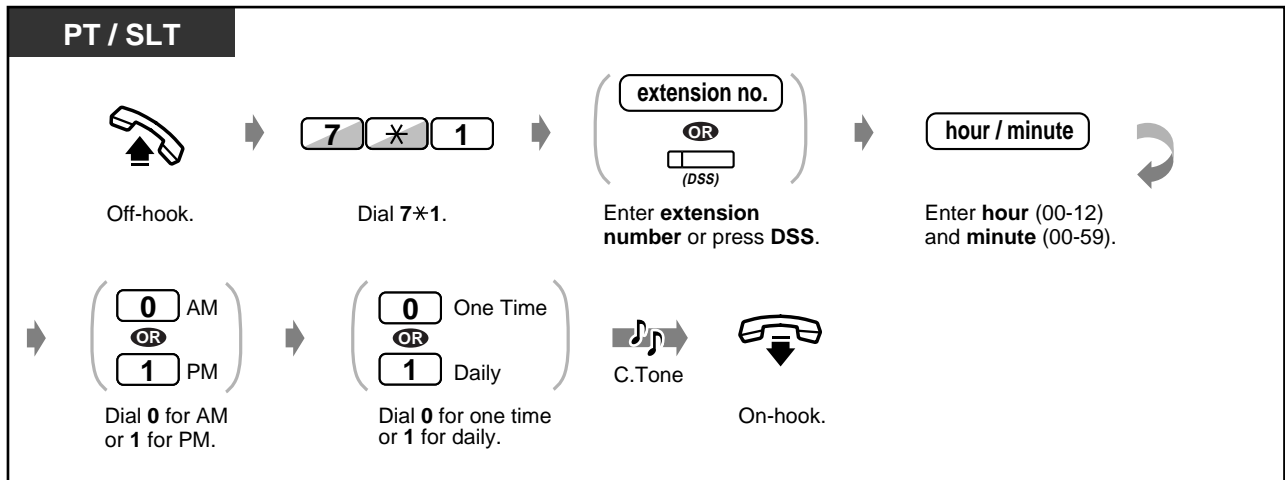 PT / SLT
extension no.
OR
(DSS)
7 ✳ 1
hour / minute
Off-hook.
Dial 7✳1.
Enter extension
number or press DSS.
Enter hour (00-12)
and minute (00-59).
0 AM
OR
1 PM
0 One Time
OR
1 Daily
C.Tone
Dial 0 for AM
or 1 for PM.
Dial 0 for one time
or 1 for daily.
On-hook.